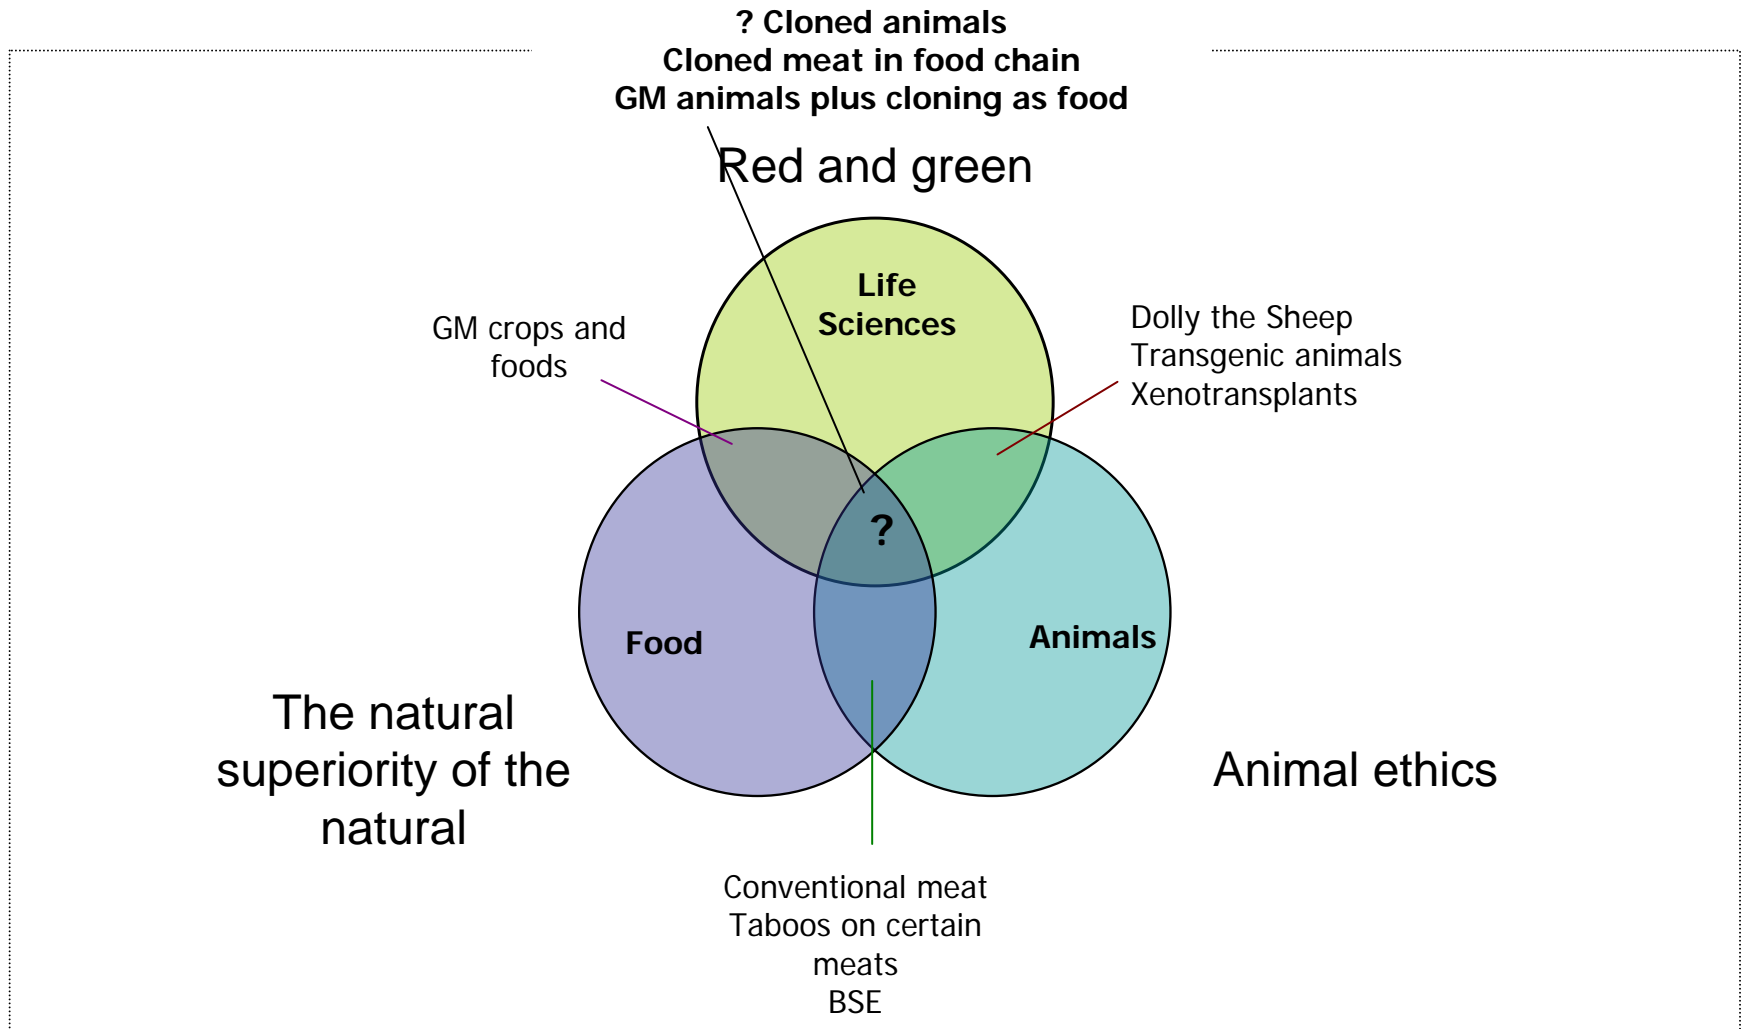 ? Cloned animals
Cloned meat in food chain
GM animals plus cloning as food
Red and green
Life
Sciences
GM crops and
foods
Dolly the Sheep
Transgenic animals
Xenotransplants
?
Food
Animals
The natural
superiority of the
natural
Animal ethics
Conventional meat
Taboos on certain
meats
BSE